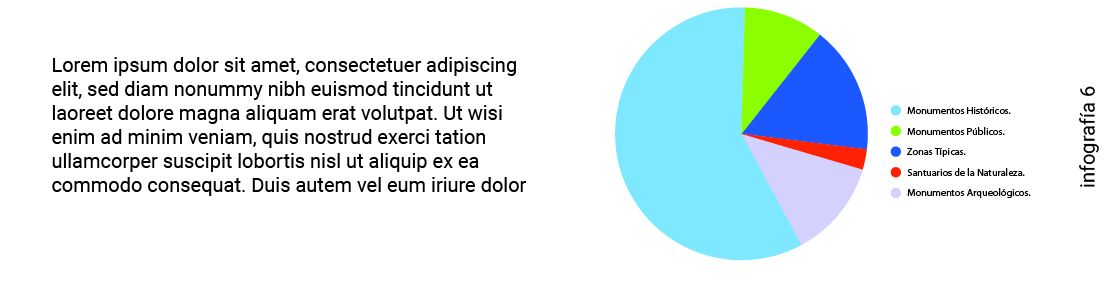 Lorem ipsum dolor sit amet, consectetuer adipiscing
elit, sed diam nonummy nibh euismod tincidunt ut
laoreet dolore magna aliquam erat volutpat. Ut wisi
enim ad minim veniam, quis nostrud exerci tation
ullamcorper suscipit lobortis nisl ut aliquip ex ea
commodo consequat. Duis autem vel eum iriure dolor
Monumentos Históricos.
Monumentos Públicos.
Zonas Típicas.
Santuarios de la Naturaleza.
Monumentos Arqueológicos.
infografía 6